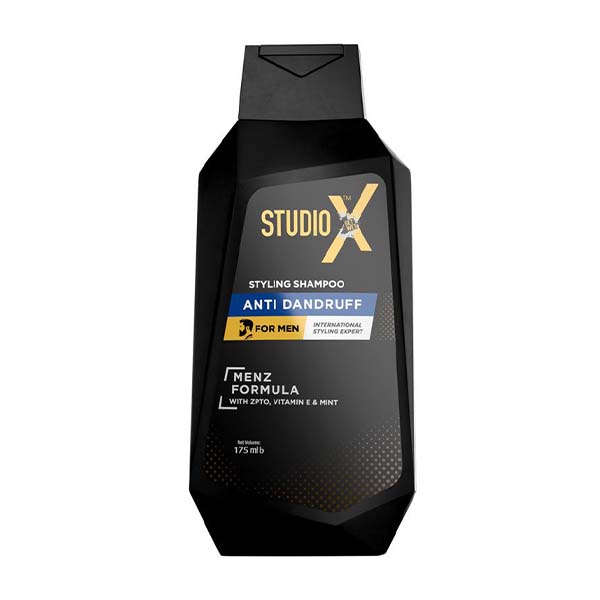 STUDIO X™
STYLING SHAMPOO
ANTI DANDRUFF
FOR MEN
INTERNATIONAL
STYLING EXPERT
MENZ
FORMULA
WITH ZPTO, VITAMIN E & MINT
Net Volume:
175 ml b